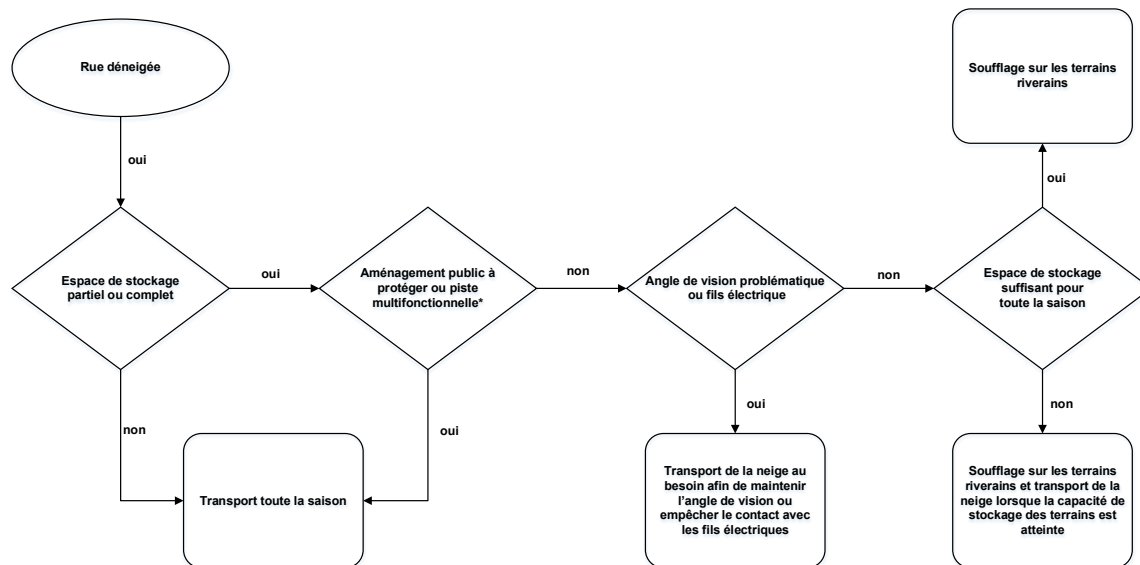 Rue déneigée
Soufflage sur les terrains
riverains
oui
oui
Espace de stockage
partiel ou complet
oui
Aménagement public à
protéger ou piste
multifonctionnelle*
non
Angle de vision problématique
ou fils électrique
non
Espace de stockage
suffisant pour
toute la saison
non
oui
oui
non
Transport toute la saison
Transport de la neige au
besoin afin de maintenir
l'angle de vision ou
empêcher le contact avec
les fils électriques
Soufflage sur les terrains
riverains et transport de la
neige lorsque la capacité de
stockage des terrains est
atteinte